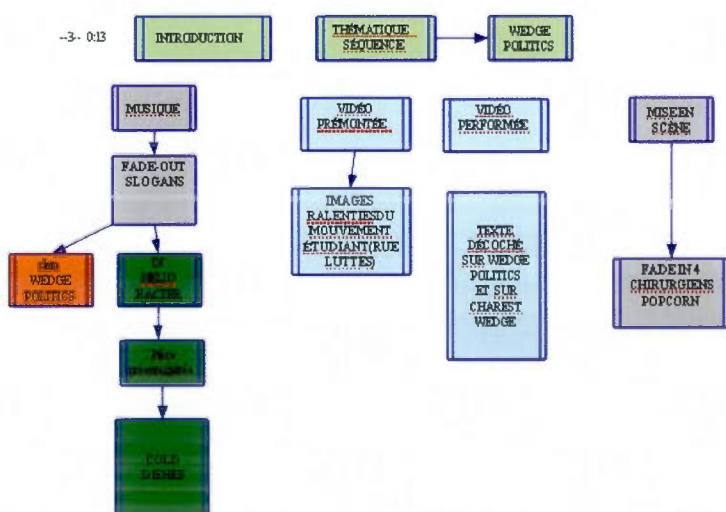 --3-- 0:13
INTRODUCTION
THÉMATIQUE
SÉQUENCE
WEDGE
POLITICS
MUSIQUE
VIDÉO
PRÉMONTÉE
VIDÉO
PERFORMÉE
MISE EN
SCÈNE
FADE-OUT
SLOGANS
IMAGES
RALENTIES DU
MOUVEMENT
ÉTUDIANT (RUE
LUTTES)
TEXTE
DÉCOCHÉ
SUR WEDGE
POLITICS
ET SUR
CHAREST
WEDGE
WEDGE
POLITICS
FADE IN 4
CHIRURGIENS
POPCORN
COLD